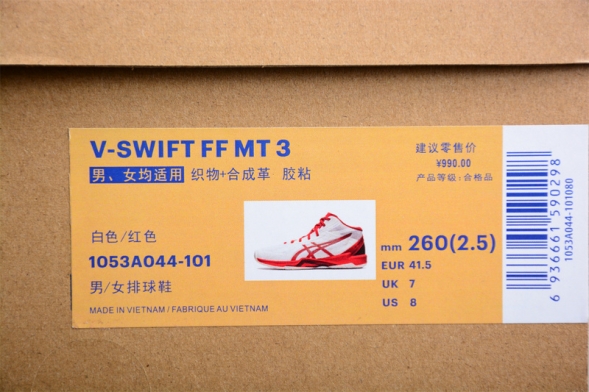 V-SWIFT FF MT 3
男、女均适用 织物+合成革 胶粘
建议零售价
¥990.00
产品等级:合格品
白色/红色
1053A044-101
男/女排球鞋
MADE IN VIETNAM / FABRIQUE AU VIETNAM
mm 260(2.5)
EUR 41.5
UK 7
US 8
6 936661 590298
1053A044-101080